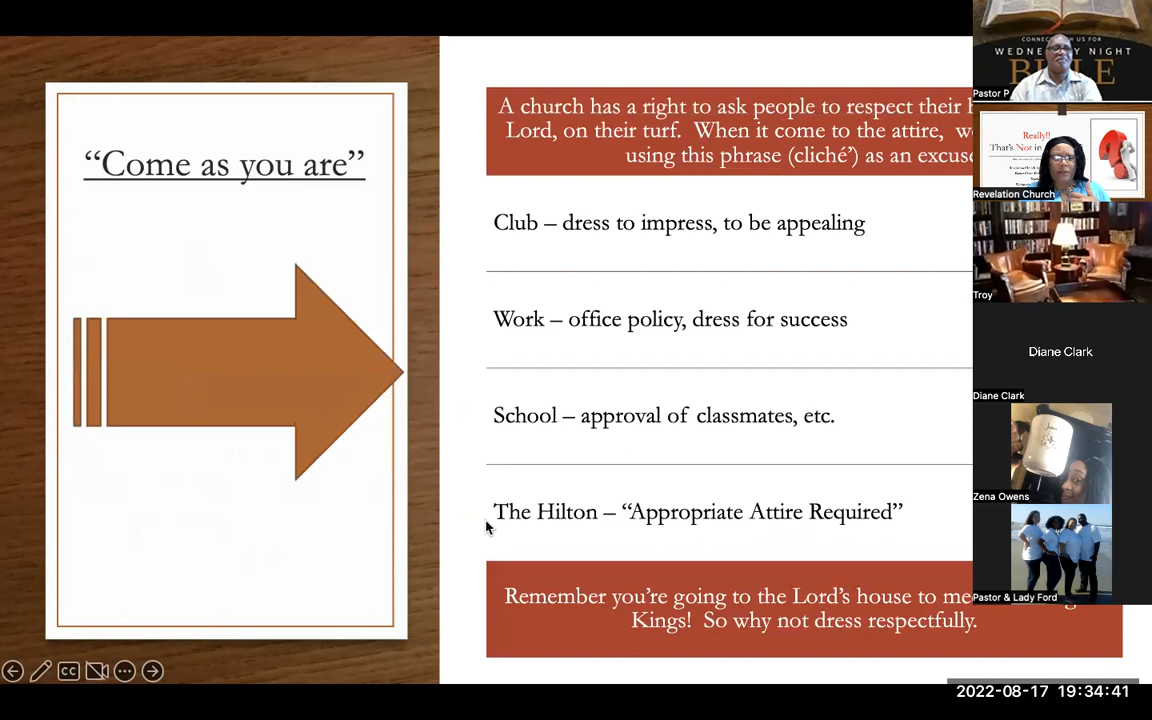 “Come as you are”
A church has a right to ask people to respect their
Lord, on their turf.  When it come to the attire,
using this phrase (cliché’) as an excuse
Club – dress to impress, to be appealing
Work – office policy, dress for success
School – approval of classmates, etc.
The Hilton – “Appropriate Attire Required”
Remember you’re going to the Lord’s house to
Kings!  So why not dress respectfully.
CC
WEDNESDAY NIGHT
BIBLE
Pastor P
Really!!
That’s Not in
Revelation Church
Troy
Diane Clark
Diane Clark
Zena Owens
Pastor & Lady Ford
2022-08-17 19:34:41